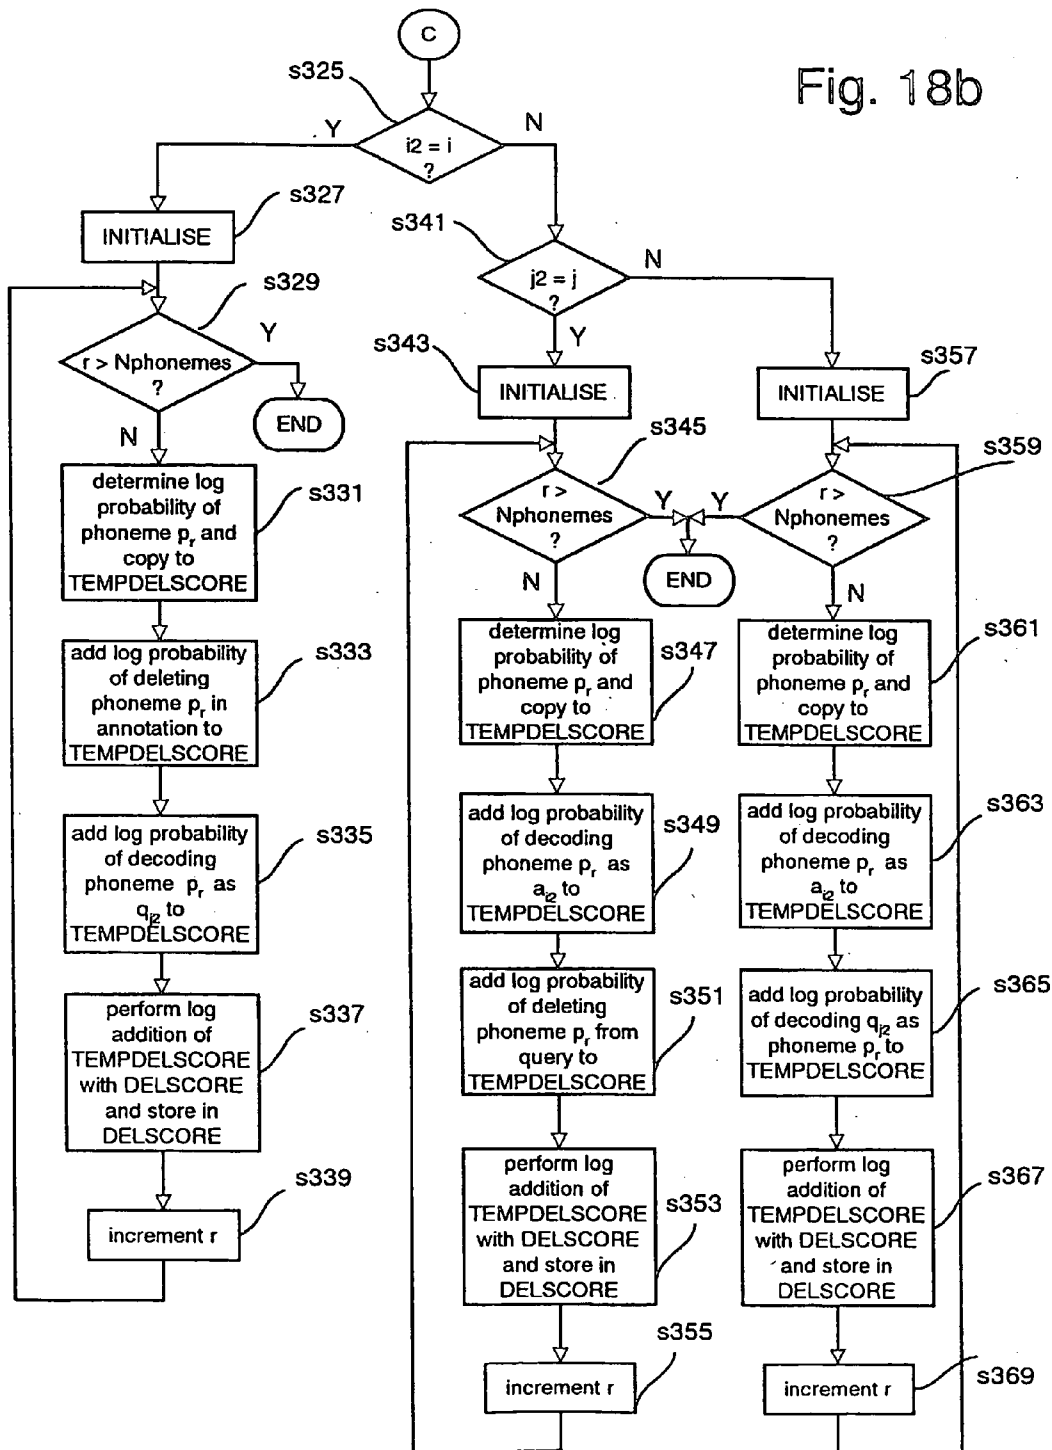 Fig. 18b
C
s325
i2 = i
?
Y
N
s327
INITIALISE
s329
r > Nphonemes
?
Y
END
N
s331
determine log
probability of
phoneme pr and
copy to
TEMPDELSCORE
s333
add log probability
of deleting
phoneme pr in
annotation to
TEMPDELSCORE
s335
add log probability
of decoding
phoneme pr as
qj2 to
TEMPDELSCORE
s337
perform log
addition of
TEMPDELSCORE
with DELSCORE
and store in
DELSCORE
s339
increment r
s341
j2 = j
?
N
Y
s343
INITIALISE
s345
r >
Nphonemes
?
Y
END
N
s347
determine log
probability of
phoneme pr and
copy to
TEMPDELSCORE
s349
add log probability
of decoding
phoneme pr as
ai2 to
TEMPDELSCORE
s351
add log probability
of deleting
phoneme pr from
query to
TEMPDELSCORE
s353
perform log
addition of
TEMPDELSCORE
with DELSCORE
and store in
DELSCORE
s355
increment r
s357
INITIALISE
s359
r >
Nphonemes
?
Y
N
s361
determine log
probability of
phoneme pr and
copy to
TEMPDELSCORE
s363
add log probability
of decoding
phoneme pr as
ai2 to
TEMPDELSCORE
s365
add log probability
of decoding qj2 as
phoneme pr to
TEMPDELSCORE
s367
perform log
addition of
TEMPDELSCORE
with DELSCORE
and store in
DELSCORE
s369
increment r